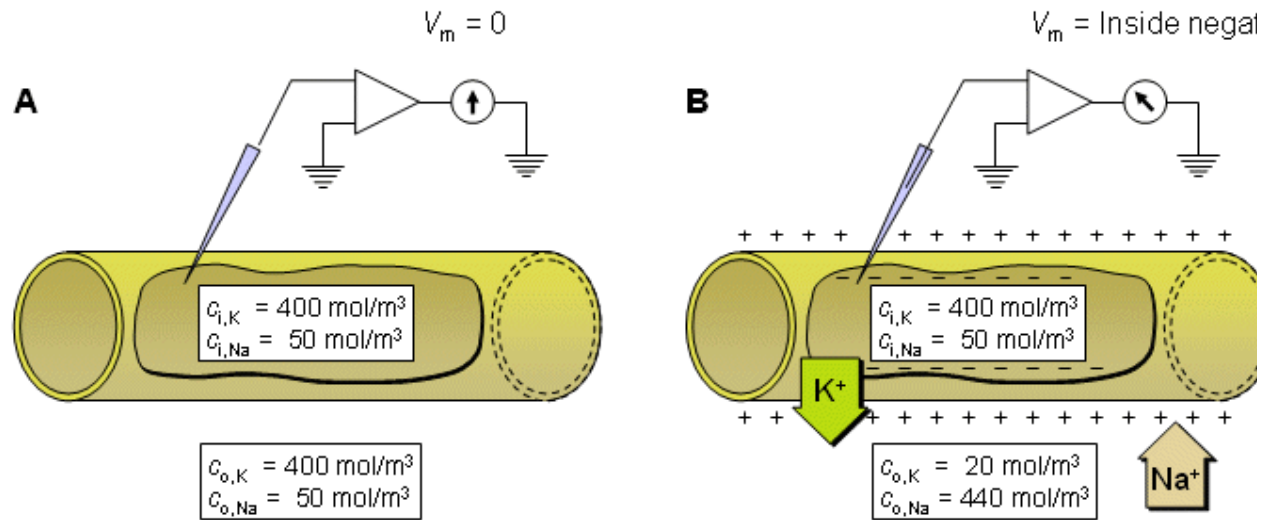 V_m = 0
V_m = Inside negat
A
B
c_i,K = 400 mol/m³
c_i,Na = 50 mol/m³
c_i,K = 400 mol/m³
c_i,Na = 50 mol/m³
K⁺
c_o,K = 400 mol/m³
c_o,Na = 50 mol/m³
c_o,K = 20 mol/m³
c_o,Na = 440 mol/m³
Na⁺